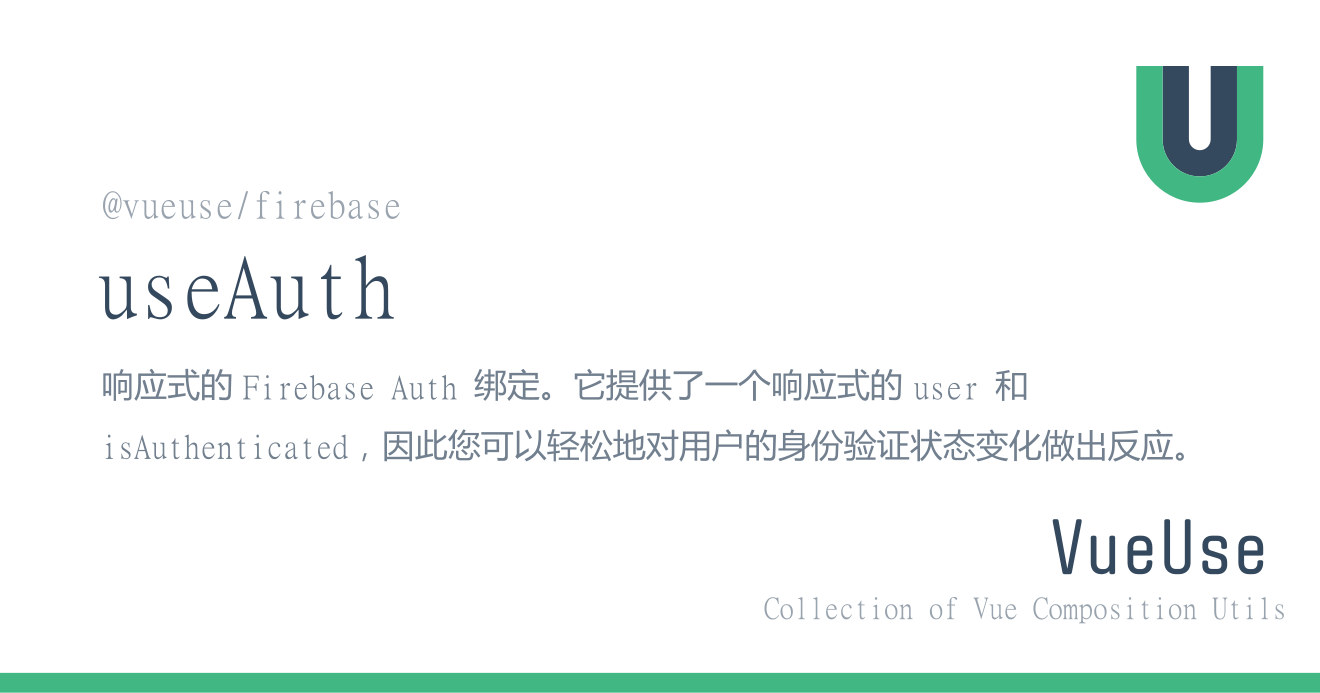 @vueuse/firebase
useAuth
响应式的 Firebase Auth 绑定。它提供了一个响应式的 user 和
isAuthenticated，因此您可以轻松地对用户的身份验证状态变化做出反应。
VueUse
Collection of Vue Composition Utils